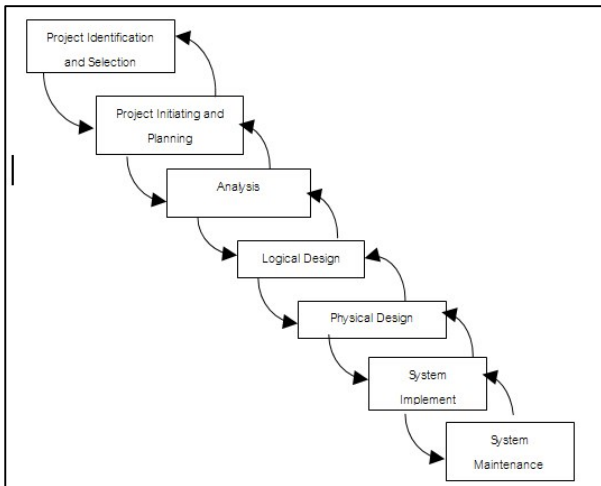 Project Identification
and Selection
Project Initiating and
Planning
Analysis
Logical Design
Physical Design
System
Implement
System
Maintenance